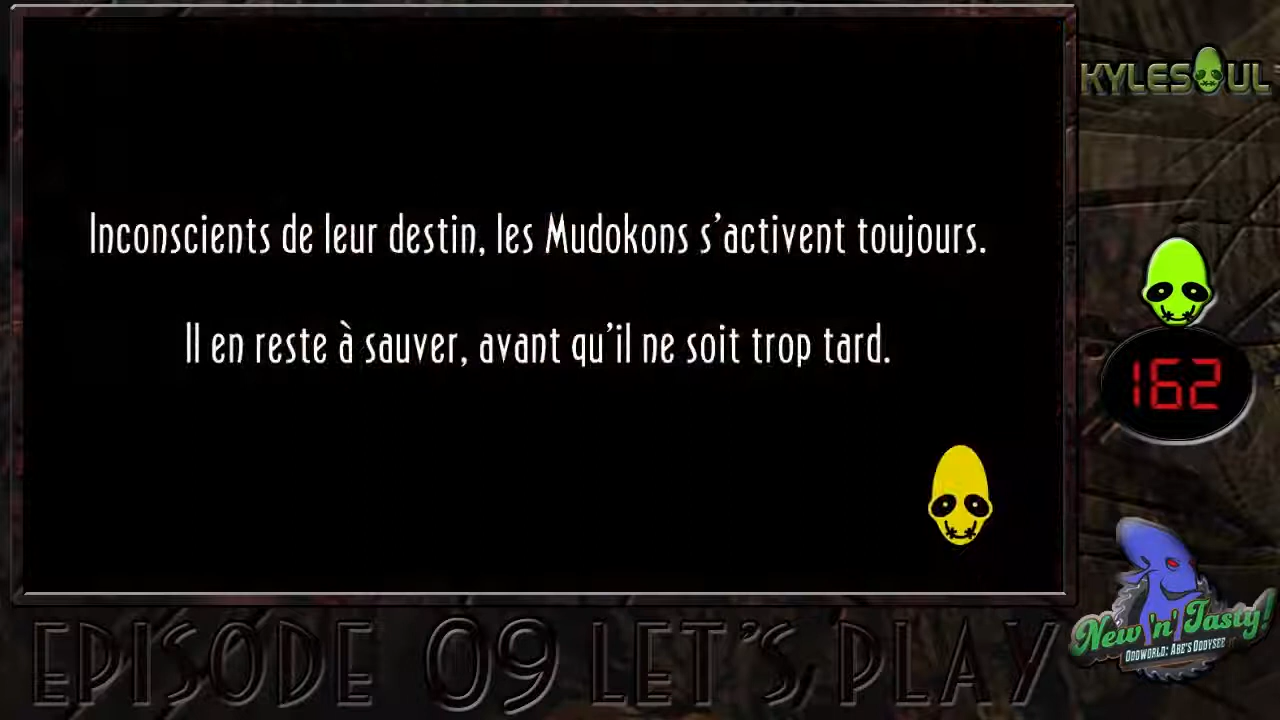 KYLESOUL
Inconscients de leur destin, les Mudokons s'activent toujours.
Il en reste à sauver, avant qu'il ne soit trop tard.
162
New 'n' Tasty!
ODDWORLD: ABE'S ODDYSEE
EPISODE 09 LET'S PLAY